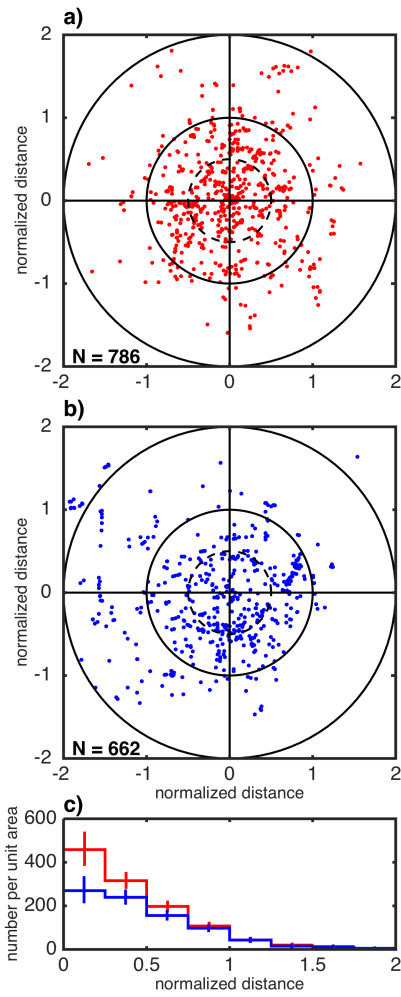 a)
2
1
0
-1
-2
normalized distance
N = 786
-2 -1 0 1 2
b)
2
1
0
-1
-2
normalized distance
N = 662
-2 -1 0 1 2
normalized distance
c)
600
400
200
0
number per unit area
0 0.5 1 1.5 2
normalized distance